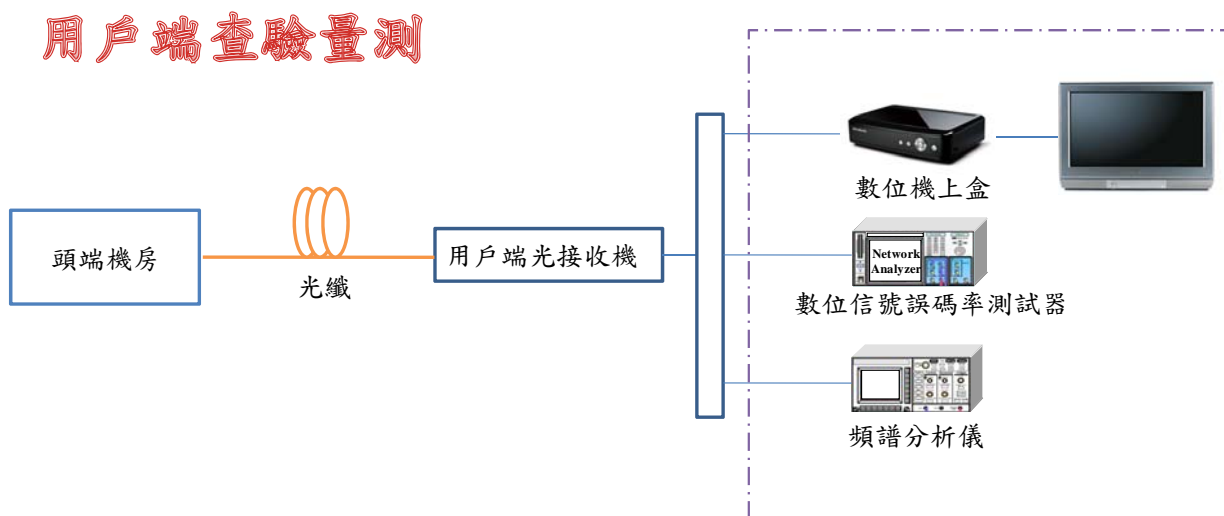 用戶端查驗量測
數位機上盒
頭端機房
光纖
用戶端光接收機
Network
Analyzer
數位信號誤碼率測試器
頻譜分析儀